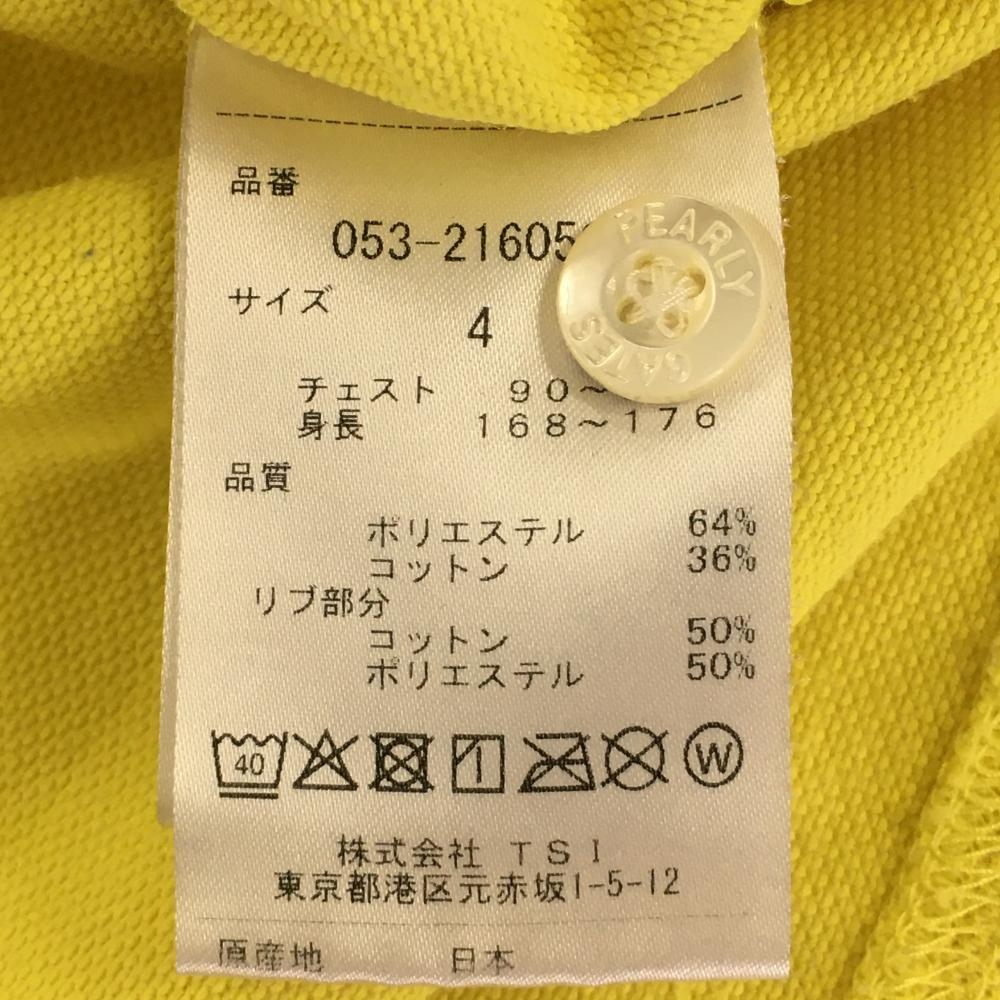 品番
053-21605
PEARLY
GATES
サイズ
4
チェスト 90~
身長 168~176
品質
ポリエステル 64%
コットン 36%
リブ部分
コットン 50%
ポリエステル 50%
40
W
株式会社 TSI
東京都港区元赤坂1-5-12
原産地 日本